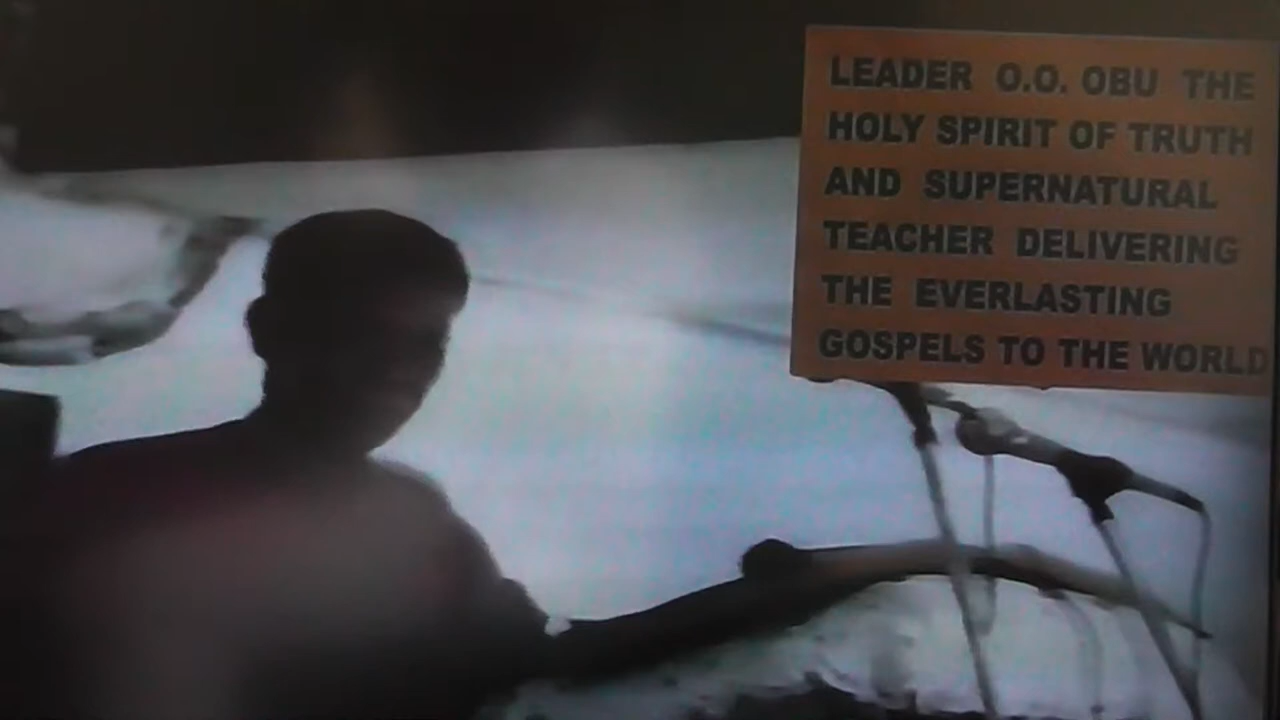 LEADER O.O. OBU THE
HOLY SPIRIT OF TRUTH
AND SUPERNATURAL
TEACHER DELIVERING
THE EVERLASTING
GOSPELS TO THE WORLD